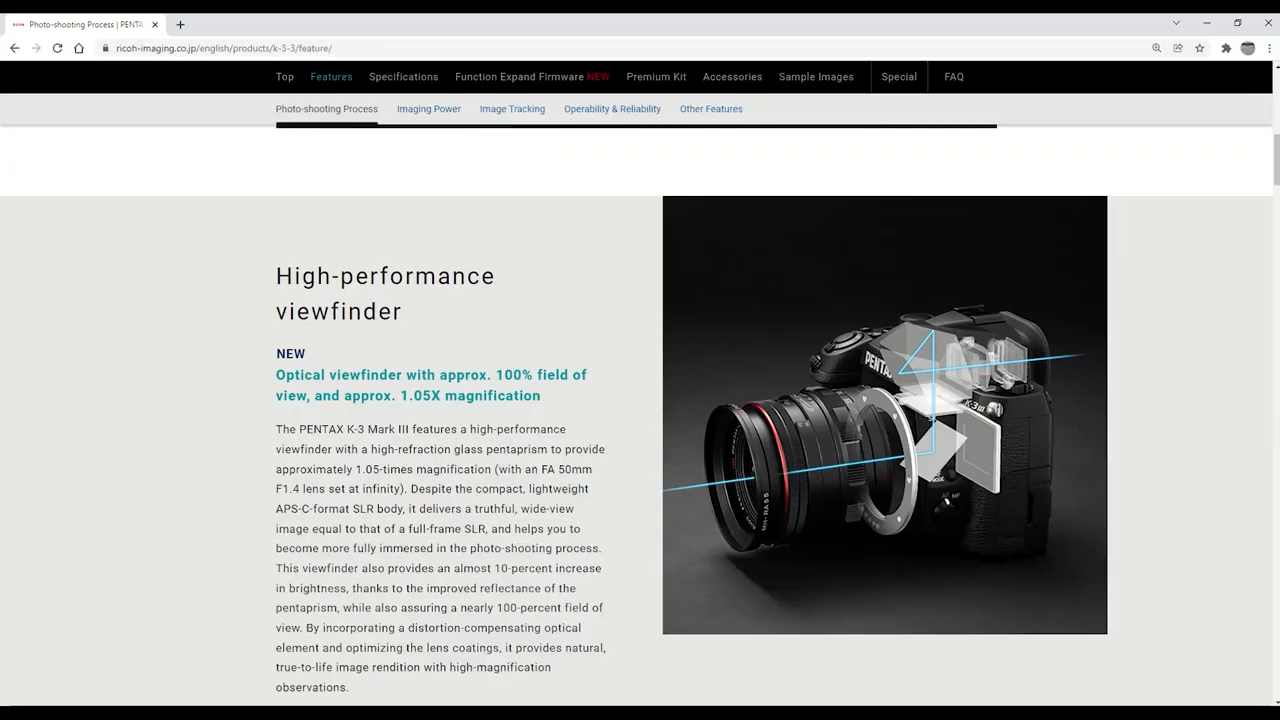 Photo-shooting Process | PENTA
ricoh-imaging.co.jp/english/products/k-3-3/feature/
Top Features Specifications Function Expand Firmware NEW Premium Kit Accessories Sample Images Special FAQ
Photo-shooting Process Imaging Power Image Tracking Operability & Reliability Other Features
High-performance
viewfinder
NEW
Optical viewfinder with approx. 100% field of
view, and approx. 1.05X magnification
The PENTAX K-3 Mark III features a high-performance
viewfinder with a high-refraction glass pentaprism to provide
approximately 1.05-times magnification (with an FA 50mm
F1.4 lens set at infinity). Despite the compact, lightweight
APS-C-format SLR body, it delivers a truthful, wide-view
image equal to that of a full-frame SLR, and helps you to
become more fully immersed in the photo-shooting process.
This viewfinder also provides an almost 10-percent increase
in brightness, thanks to the improved reflectance of the
pentaprism, while also assuring a nearly 100-percent field of
view. By incorporating a distortion-compensating optical
element and optimizing the lens coatings, it provides natural,
true-to-life image rendition with high-magnification
observations.
PENTA
K-3III
MODE
AF MF
MH-RA55